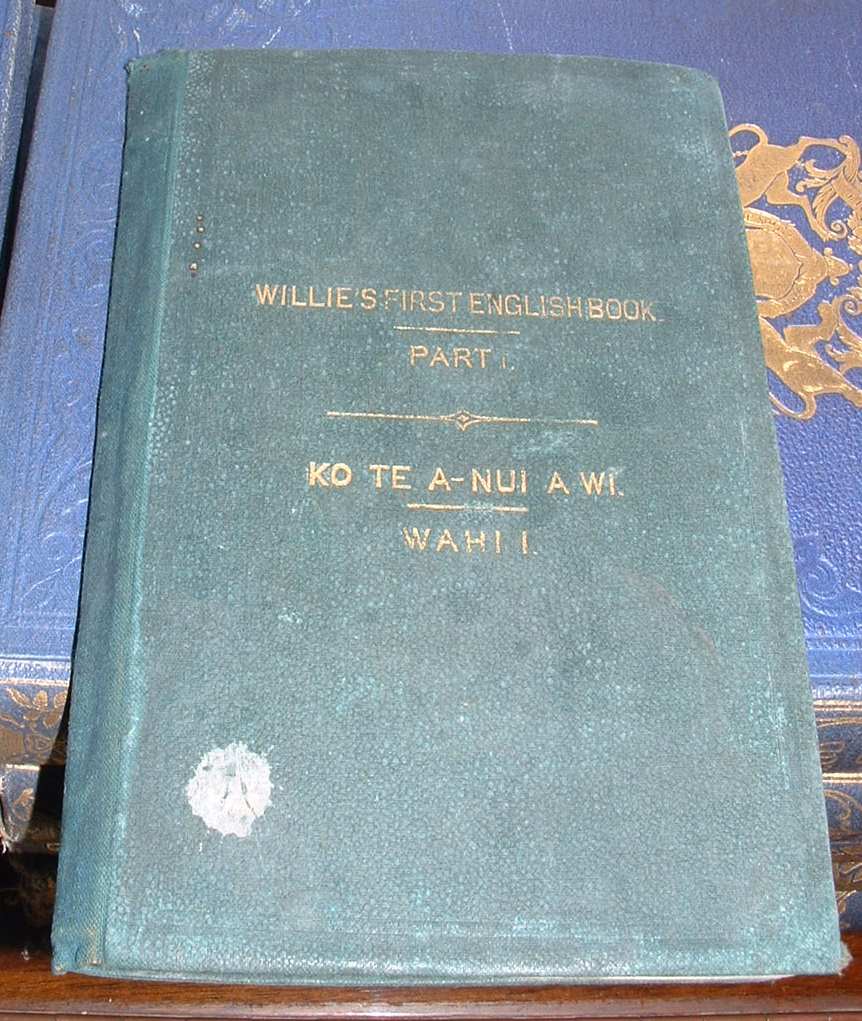 WILLIE'S FIRST ENGLISH BOOK.
PART I.
KO TE A-NUI A WI.
WAHI I.